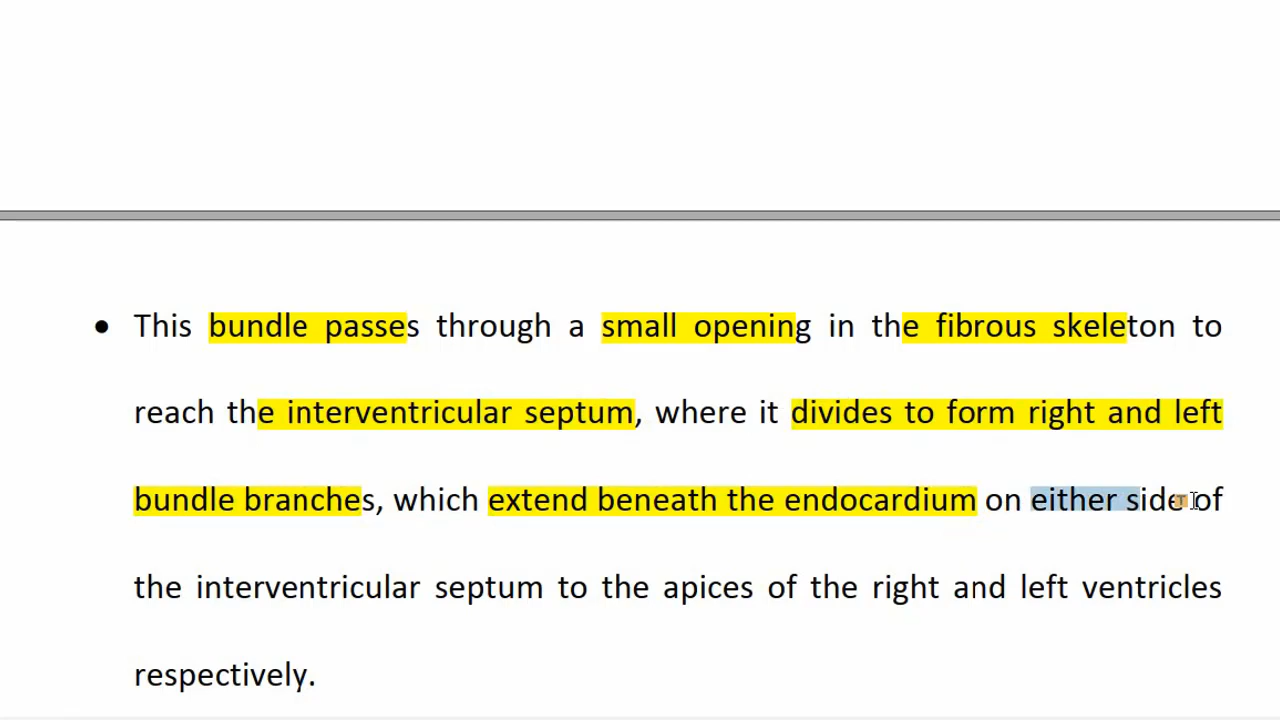 • This bundle passes through a small opening in the fibrous skeleton to
reach the interventricular septum, where it divides to form right and left
bundle branches, which extend beneath the endocardium on either side of
the interventricular septum to the apices of the right and left ventricles
respectively.